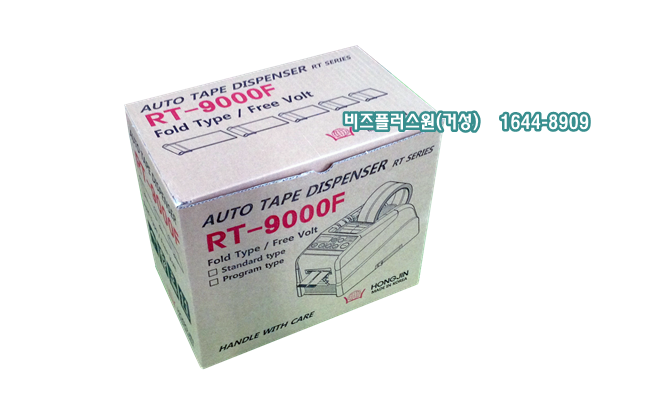 AUTO TAPE DISPENSER RT SERIES
RT-9000F
Fold Type / Free Volt
비즈플러스원(거성) 1644-8909
AUTO TAPE DISPENSER RT SERIES
RT-9000F
Fold Type / Free Volt
Standard type
Program type
HONGJIN
MADE IN KOREA
HANDLE WITH CARE
RT-9000F